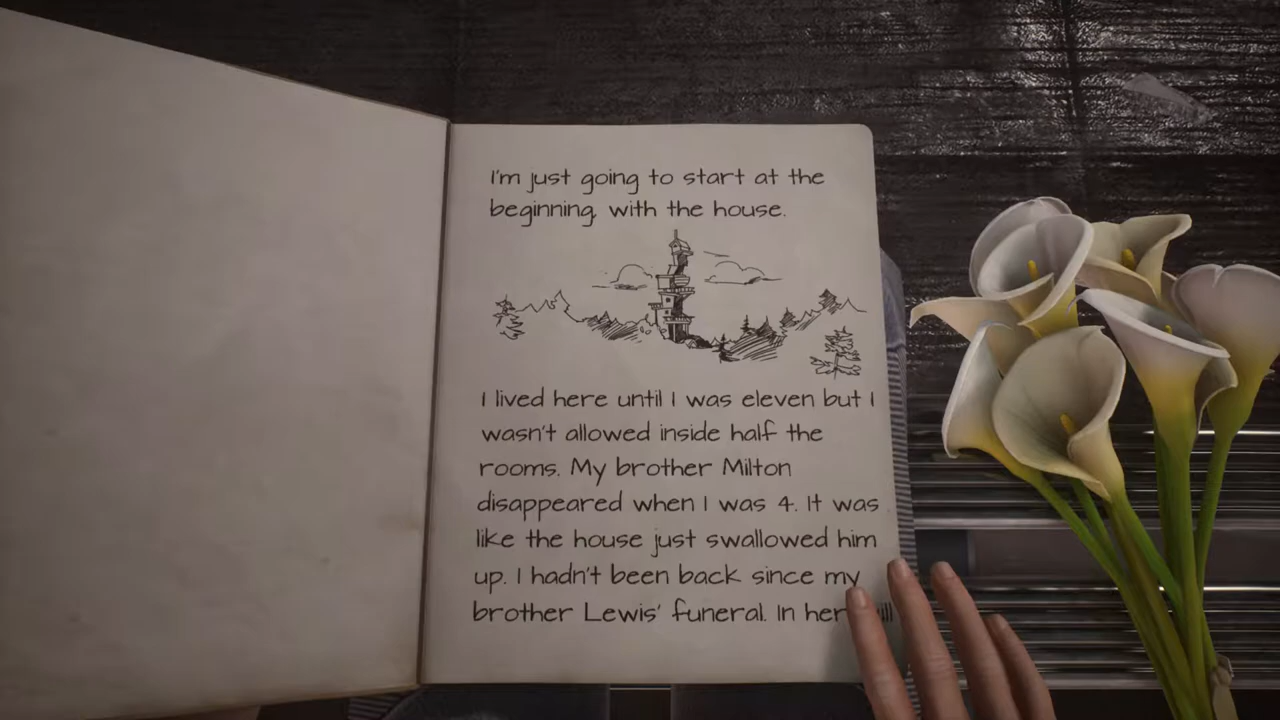 I'm just going to start at the
beginning, with the house.
I lived here until I was eleven but I
wasn't allowed inside half the
rooms. My brother Milton
disappeared when I was 4. It was
like the house just swallowed him
up. I hadn't been back since my
brother Lewis' funeral. In her